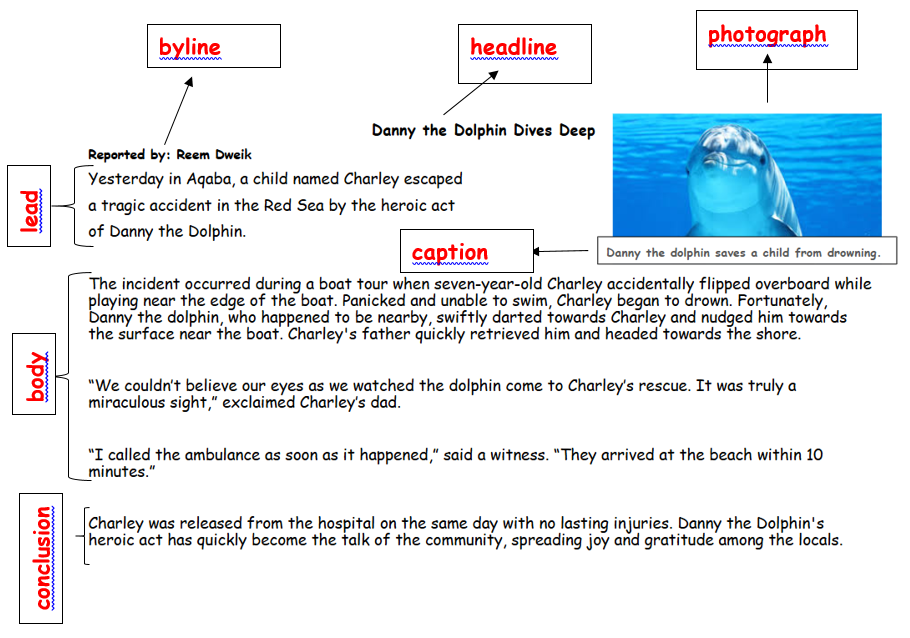 byline
headline
photograph
Danny the Dolphin Dives Deep
Reported by: Reem Dweik
lead
Yesterday in Aqaba, a child named Charley escaped
a tragic accident in the Red Sea by the heroic act
of Danny the Dolphin.
caption
Danny the dolphin saves a child from drowning.
body
The incident occurred during a boat tour when seven-year-old Charley accidentally flipped overboard while
playing near the edge of the boat. Panicked and unable to swim, Charley began to drown. Fortunately,
Danny the dolphin, who happened to be nearby, swiftly darted towards Charley and nudged him towards
the surface near the boat. Charley's father quickly retrieved him and headed towards the shore.
“We couldn’t believe our eyes as we watched the dolphin come to Charley’s rescue. It was truly a
miraculous sight,” exclaimed Charley’s dad.
“I called the ambulance as soon as it happened,” said a witness. “They arrived at the beach within 10
minutes.”
conclusion
Charley was released from the hospital on the same day with no lasting injuries. Danny the Dolphin's
heroic act has quickly become the talk of the community, spreading joy and gratitude among the locals.